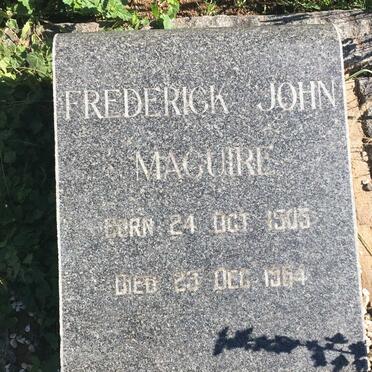 FREDERICK JOHN
MAGUIRE
BORN 24 OCT 1905
DIED 23 DEC 1964